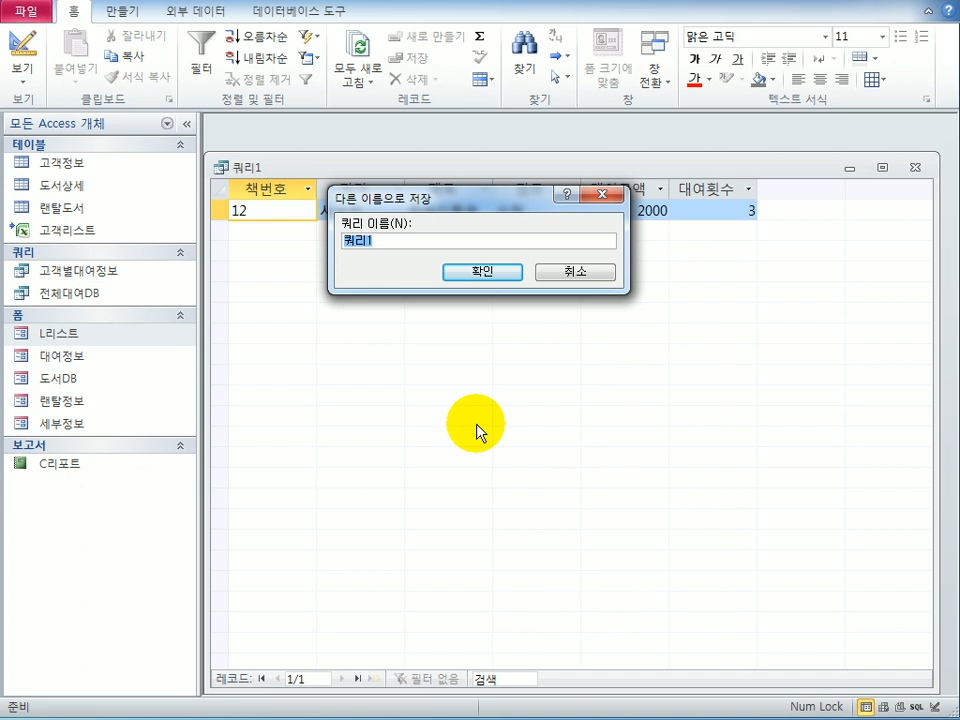 파일 홈 만들기 외부 데이터 데이터베이스 도구
보기
붙여넣기
잘라내기
복사
서식 복사
필터
오름차순
내림차순
정렬 제거
모두 새로 고침
새로 만들기
저장
삭제
Σ
찾기
폼 크기에 맞춤
창 전환
맑은 고딕 11
가 가 가
가
보기 클립보드 정렬 및 필터 레코드 찾기 창 텍스트 서식
모든 Access 개체
테이블
고객정보
도서상세
랜탈도서
고객리스트
쿼리
고객별대여정보
전체대여DB
폼
L리스트
대여정보
도서DB
랜탈정보
세부정보
보고서
C리포트
쿼리1
책번호 대여횟수
12 2000 3
다른 이름으로 저장
쿼리 이름(N):
쿼리1
확인 취소
레코드: 1/1 필터 없음 검색
준비 Num Lock SQL